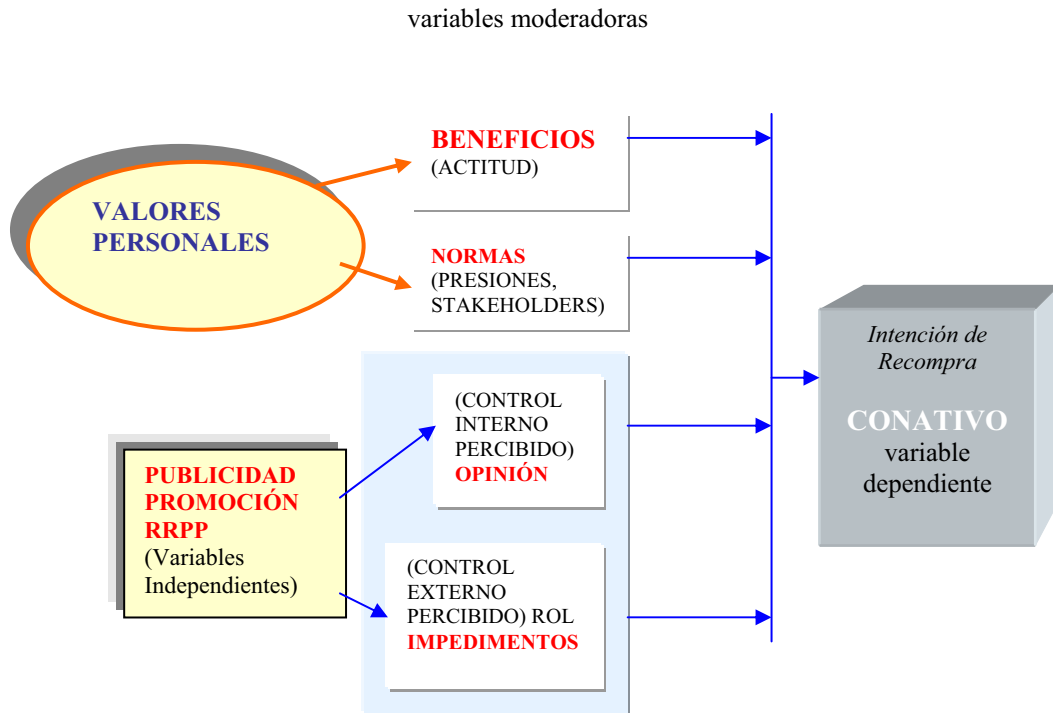 variables moderadoras
BENEFICIOS
(ACTITUD)
VALORES
PERSONALES
NORMAS
(PRESIONES,
STAKEHOLDERS)
Intención de
Recompra
CONATIVO
variable
dependiente
(CONTROL
INTERNO
PERCIBIDO)
OPINIÓN
PUBLICIDAD
PROMOCIÓN
RRPP
(Variables
Independientes)
(CONTROL
EXTERNO
PERCIBIDO) ROL
IMPEDIMENTOS